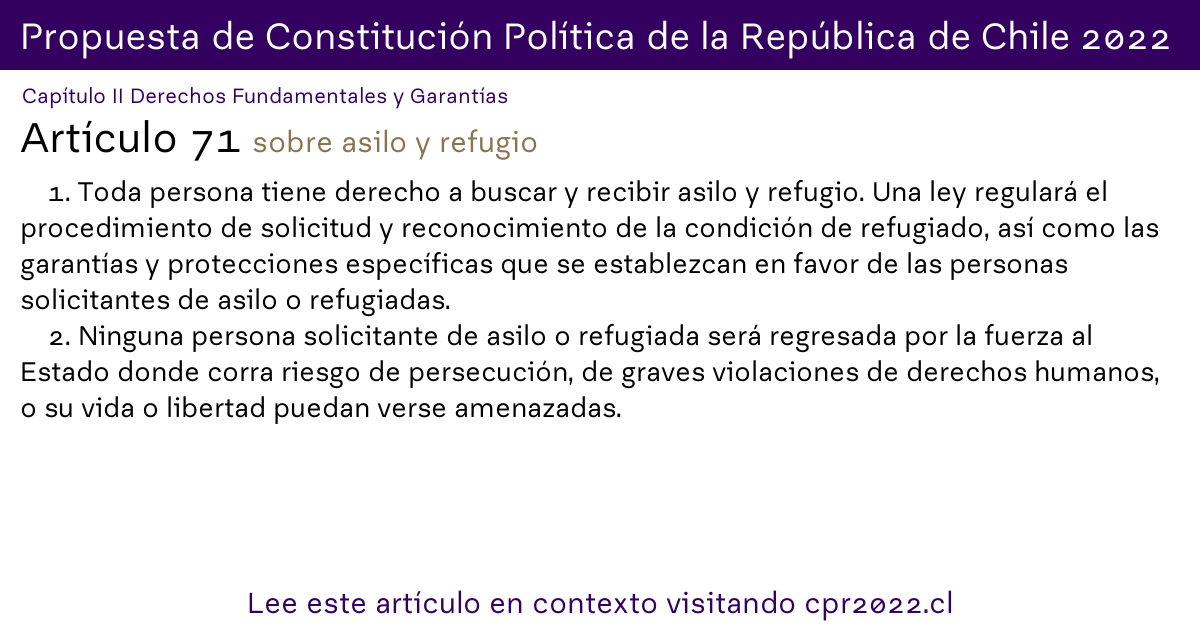 Propuesta de Constitución Política de la República de Chile 2022
Capítulo II Derechos Fundamentales y Garantías
Artículo 71 sobre asilo y refugio
1. Toda persona tiene derecho a buscar y recibir asilo y refugio. Una ley regulará el
procedimiento de solicitud y reconocimiento de la condición de refugiado, así como las
garantías y protecciones específicas que se establezcan en favor de las personas
solicitantes de asilo o refugiadas.
2. Ninguna persona solicitante de asilo o refugiada será regresada por la fuerza al
Estado donde corra riesgo de persecución, de graves violaciones de derechos humanos,
o su vida o libertad puedan verse amenazadas.
Lee este artículo en contexto visitando cpr2022.cl